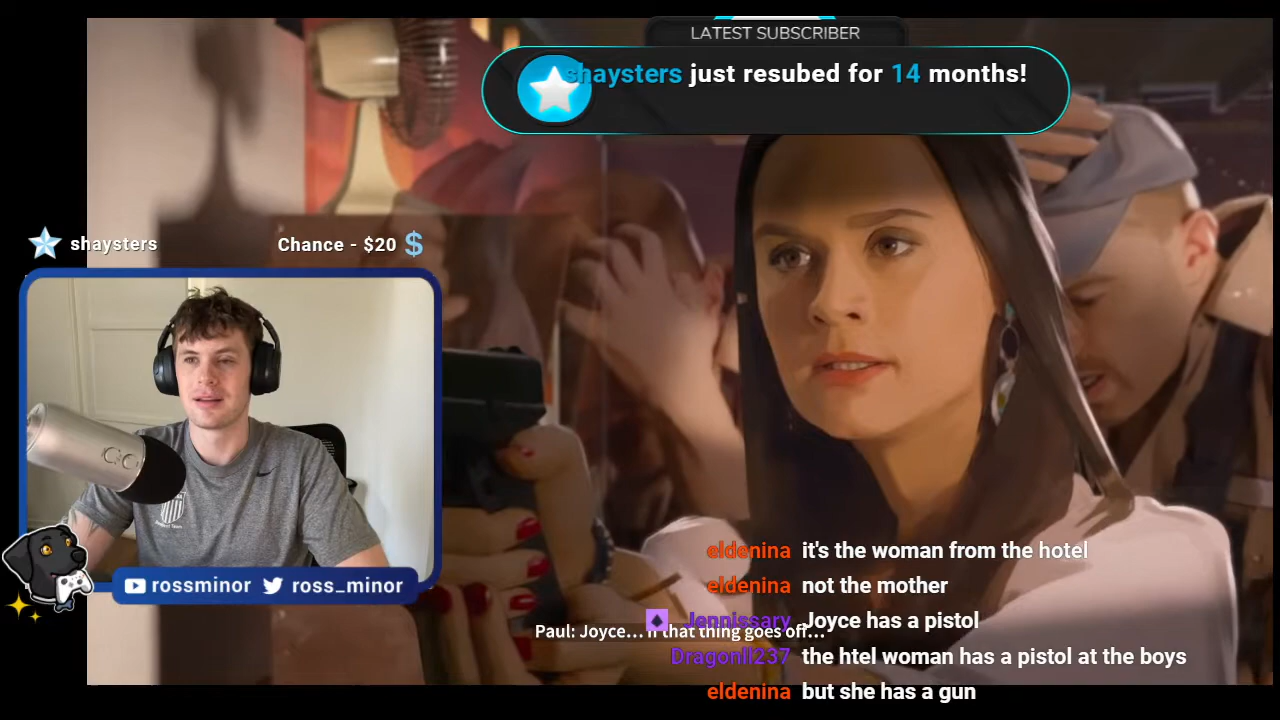 LATEST SUBSCRIBER
shaysters just resubed for 14 months!
shaysters
Chance - $20 $
rossminor ross_minor
eldenina it's the woman from the hotel
eldenina not the mother
Jennissary Joyce has a pistol
Paul: Joyce... if that thing goes off...
Dragonll237 the htel woman has a pistol at the boys
eldenina but she has a gun